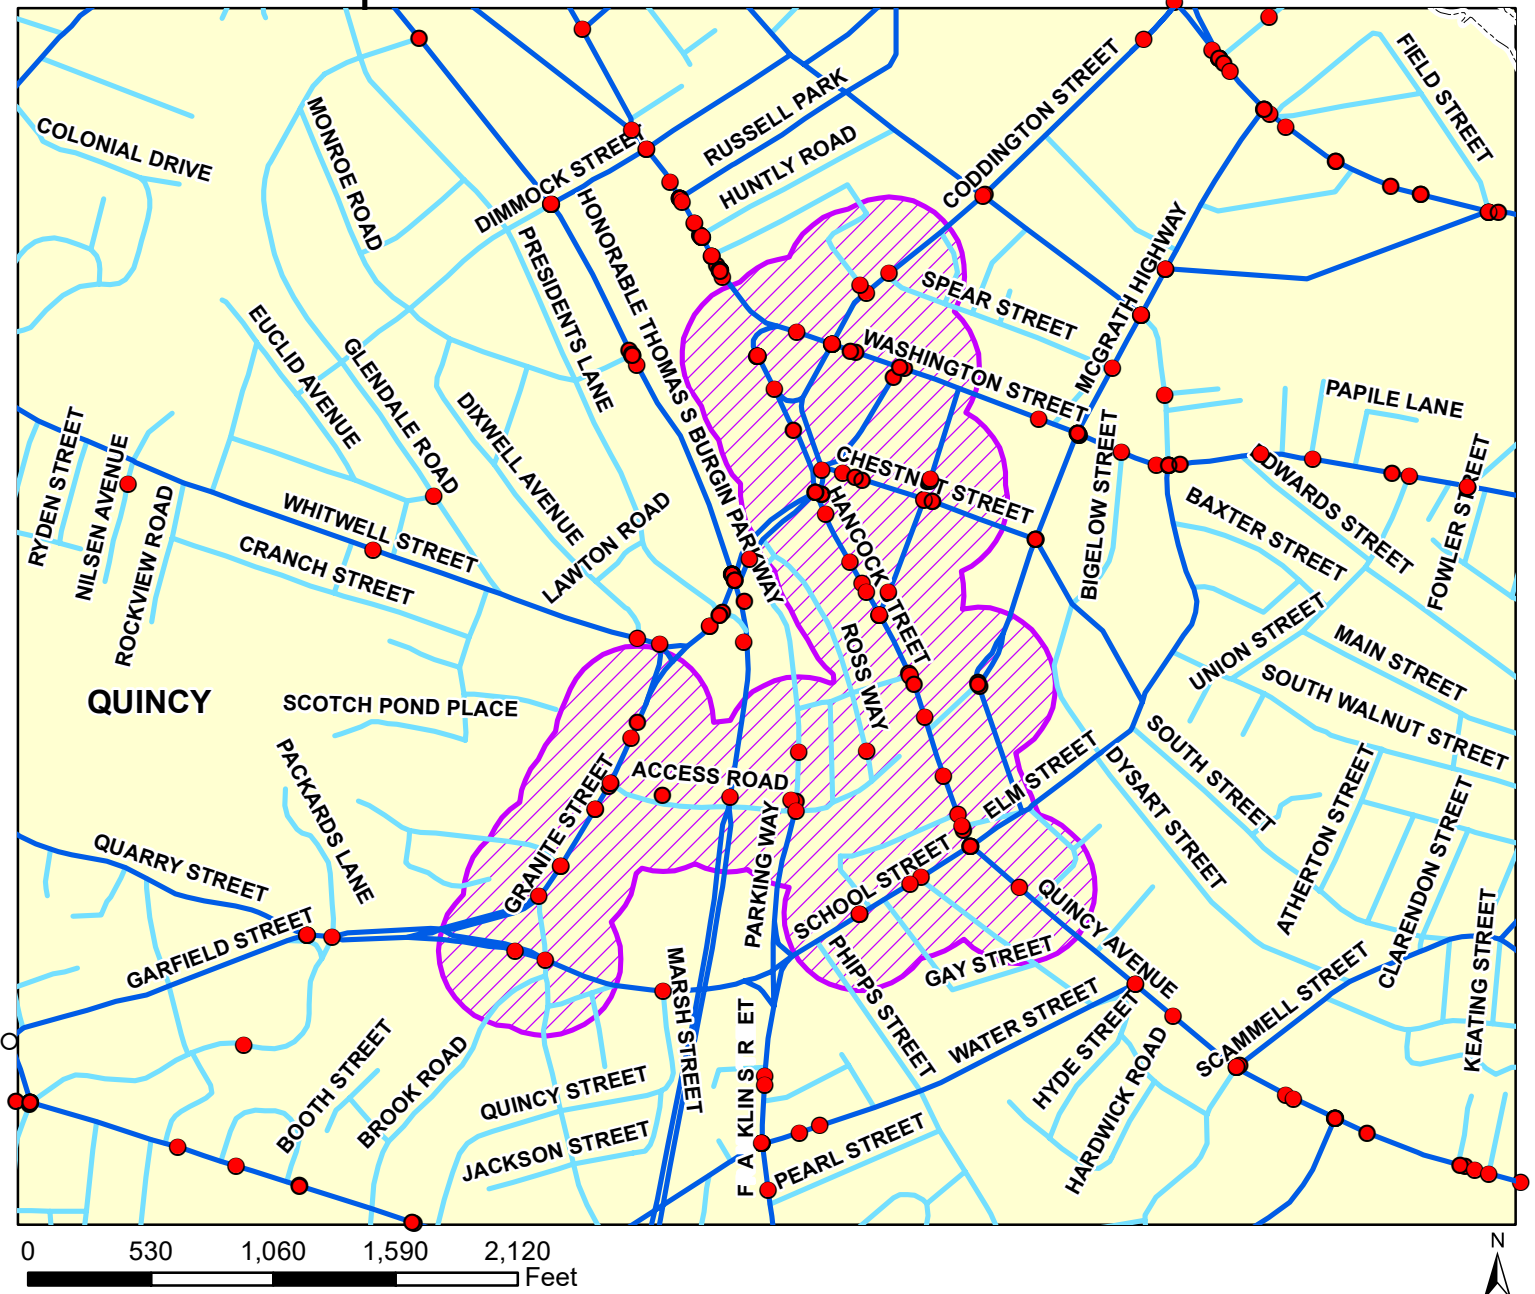 FIELD STREET
COLONIAL DRIVE
MONROE ROAD
DIMMOCK STREET
RUSSELL PARK
HUNTLY ROAD
CODDINGTON STREET
HONORABLE THOMAS S BURGIN PARKWAY
PRESIDENTS LANE
SPEAR STREET
MCGRATH HIGHWAY
WASHINGTON STREET
EUCLID AVENUE
GLENDALE ROAD
DIXWELL AVENUE
PAPILE LANE
RYDEN STREET
NILSEN AVENUE
ROCKVIEW ROAD
WHITWELL STREET
CRANCH STREET
LAWTON ROAD
CHESTNUT STREET
HANCOCK STREET
BIGELOW STREET
EDWARDS STREET
BAXTER STREET
FOWLER STREET
UNION STREET
MAIN STREET
SOUTH WALNUT STREET
ROSS WAY
QUINCY
SCOTCH POND PLACE
PACKARDS LANE
ACCESS ROAD
GRANITE STREET
PARKING WAY
ELM STREET
DYSART STREET
SOUTH STREET
ATHERTON STREET
CLARENDON STREET
KEATING STREET
QUARRY STREET
GARFIELD STREET
SCHOOL STREET
QUINCY AVENUE
GAY STREET
PHIPPS STREET
WATER STREET
MARSH STREET
SCAMMELL STREET
HYDE STREET
HARDWICK ROAD
BOOTH STREET
BROOK ROAD
QUINCY STREET
JACKSON STREET
F A KLIN S R ET
PEARL STREET
0 530 1,060 1,590 2,120
Feet
N